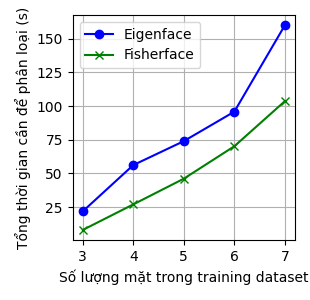 Tổng thời gian cần để phân loại (s)
150
125
100
75
50
25
Eigenface
Fisherface
3 4 5 6 7
Số lượng mặt trong training dataset